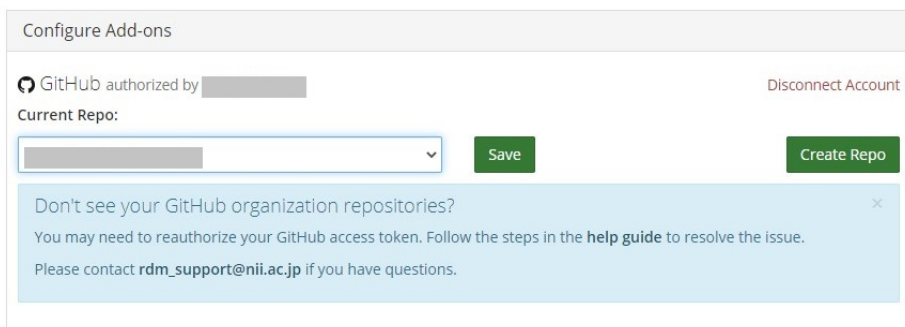 Configure Add-ons
GitHub authorized by
Disconnect Account
Current Repo:
Save
Create Repo
Don't see your GitHub organization repositories?
×
You may need to reauthorize your GitHub access token. Follow the steps in the help guide to resolve the issue.
Please contact rdm_support@nii.ac.jp if you have questions.